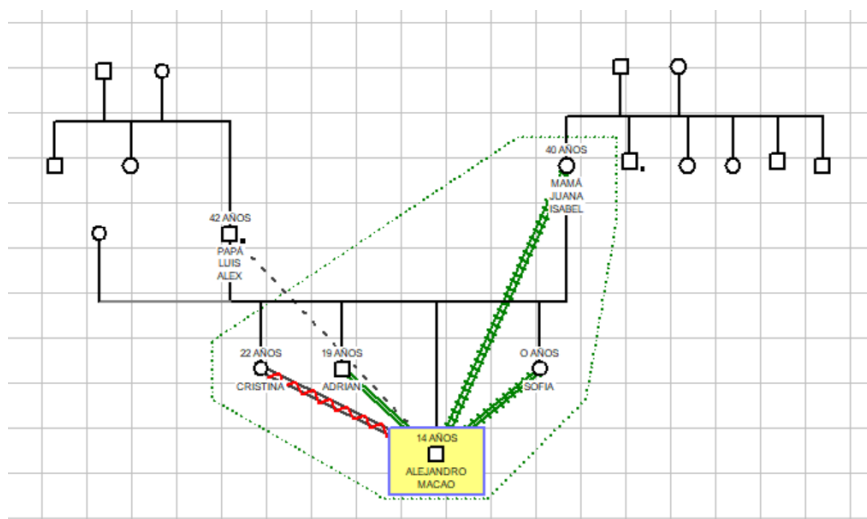 40 AÑOS
MAMÁ
JUANA
ISABEL
42 AÑOS
PAPÁ
LUIS
ALEX
22 AÑOS
CRISTINA
19 AÑOS
ADRIAN
O AÑOS
SOFIA
14 AÑOS
ALEJANDRO
MACAO